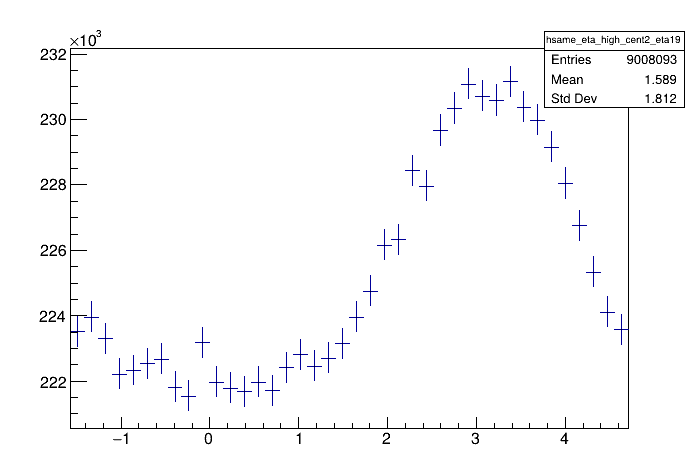 ×10³
hsame_eta_high_cent2_eta19
Entries 9008093
Mean 1.589
Std Dev 1.812
232
230
228
226
224
222
−1 0 1 2 3 4